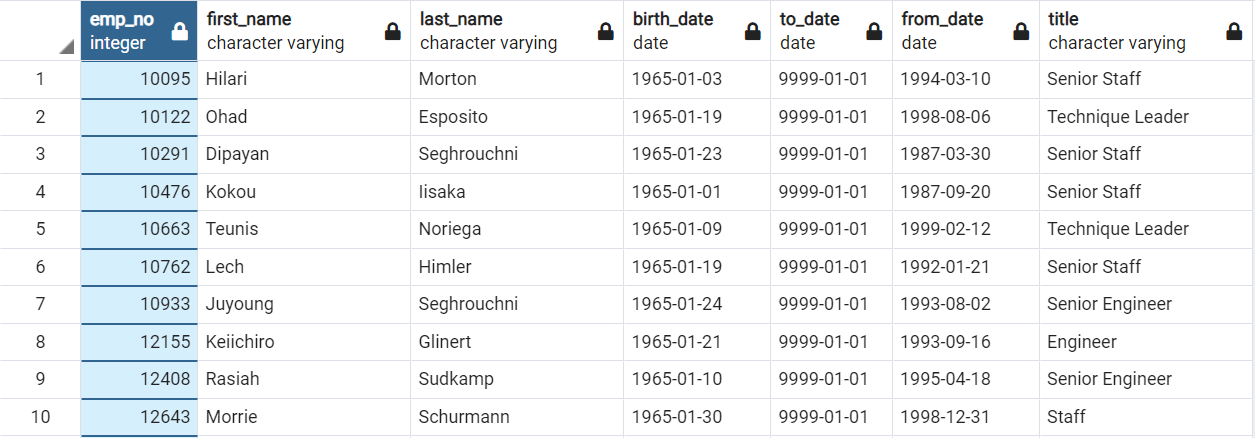 emp_no first_name last_name birth_date to_date from_date title
integer character varying character varying date date date character varying
1 10095 Hilari Morton 1965-01-03 9999-01-01 1994-03-10 Senior Staff
2 10122 Ohad Esposito 1965-01-19 9999-01-01 1998-08-06 Technique Leader
3 10291 Dipayan Seghrouchni 1965-01-23 9999-01-01 1987-03-30 Senior Staff
4 10476 Kokou Iisaka 1965-01-01 9999-01-01 1987-09-20 Senior Staff
5 10663 Teunis Noriega 1965-01-09 9999-01-01 1999-02-12 Technique Leader
6 10762 Lech Himler 1965-01-19 9999-01-01 1992-01-21 Senior Staff
7 10933 Juyoung Seghrouchni 1965-01-24 9999-01-01 1993-08-02 Senior Engineer
8 12155 Keiichiro Glinert 1965-01-21 9999-01-01 1993-09-16 Engineer
9 12408 Rasiah Sudkamp 1965-01-10 9999-01-01 1995-04-18 Senior Engineer
10 12643 Morrie Schurmann 1965-01-30 9999-01-01 1998-12-31 Staff